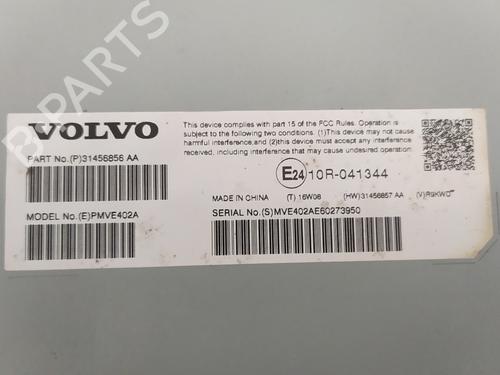 B PARTS
VOLVO
This device complies with part 15 of the FCC Rules. Operation is
subject to the following two conditions. (1)This device may not cause
harmful interference,and (2)this device must accept any interference
received, including interference that may cause undesired operation.
PART No.(P)31456856 AA
E24 10R-041344
MADE IN CHINA (T) :16W08 (HW)31456857 AA (V)R9KWD
MODEL No.(E)PMVE402A
SERIAL No.(S)MVE402AE60273950